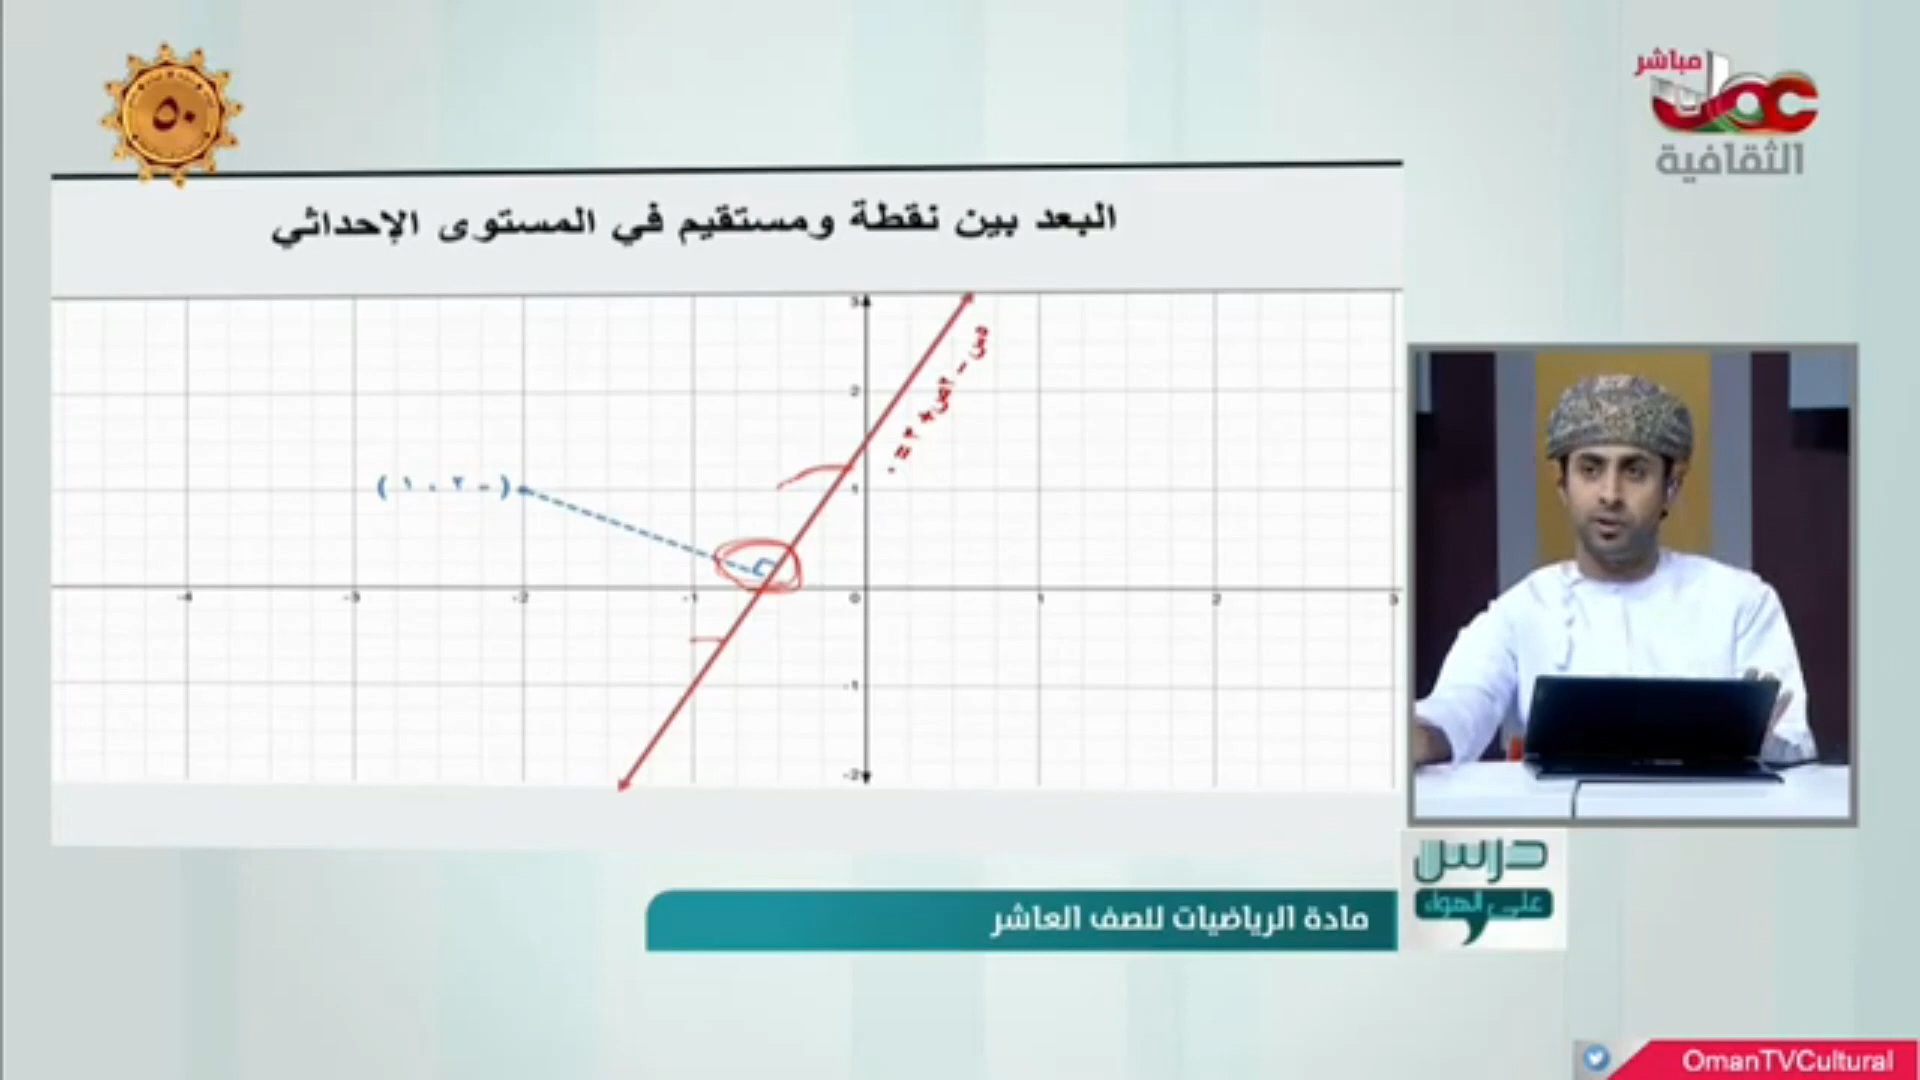 ٥٠
مباشر
عمان
الثقافية
البعد بين نقطة ومستقيم في المستوى الإحداثي
3
2
1
-4 -3 -2 -1 0 1 2 3
-1
-2
(-٢ ، ١)
درس
على الهواء
مادة الرياضيات للصف العاشر
OmanTVCultural